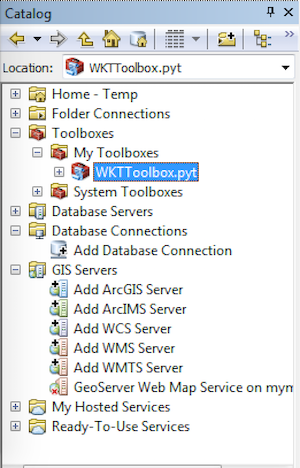 Catalog
Location: WKTToolbox.pyt
Home - Temp
Folder Connections
Toolboxes
My Toolboxes
WKTToolbox.pyt
System Toolboxes
Database Servers
Database Connections
Add Database Connection
GIS Servers
Add ArcGIS Server
Add ArcIMS Server
Add WCS Server
Add WMS Server
Add WMTS Server
GeoServer Web Map Service on mym
My Hosted Services
Ready-To-Use Services